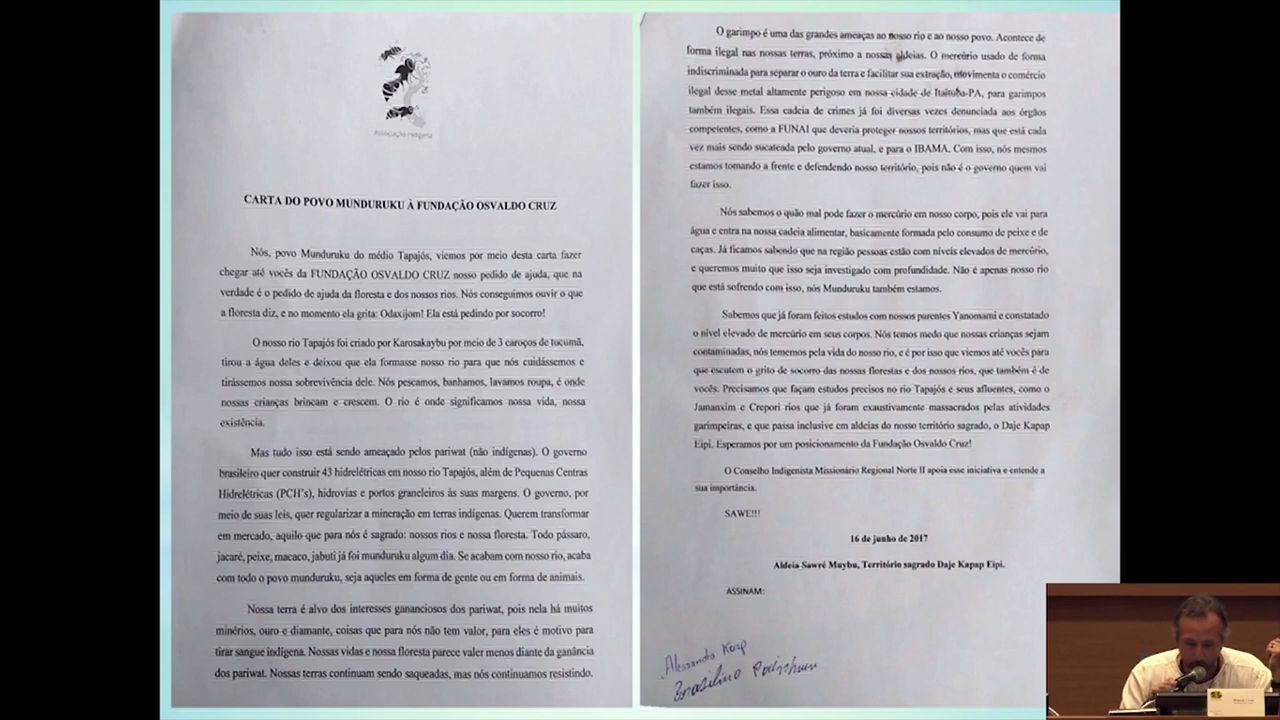 Associação Indígena
CARTA DO POVO MUNDURUKU À FUNDAÇÃO OSVALDO CRUZ
Nós, povo Munduruku do médio Tapajós, viemos por meio desta carta fazer
chegar até vocês da FUNDAÇÃO OSVALDO CRUZ nosso pedido de ajuda, que na
verdade é o pedido de ajuda da floresta e dos nossos rios. Nós conseguimos ouvir o que
a floresta diz, e no momento ela grita: Odaxijom! Ela está pedindo por socorro!
O nosso rio Tapajós foi criado por Karosakaybu por meio de 3 caroços de tucumã,
tirou a água deles e deixou que ela formasse nosso rio para que nós cuidássemos e
tirássemos nossa sobrevivência dele. Nós pescamos, banhamos, lavamos roupa, é onde
nossas crianças brincam e crescem. O rio é onde significamos nossa vida, nossa
existência.
Mas tudo isso está sendo ameaçado pelos pariwat (não indígenas). O governo
brasileiro quer construir 43 hidrelétricas em nosso rio Tapajós, além de Pequenas Centras
Hidrelétricas (PCH's), hidrovias e portos graneleiros às suas margens. O governo, por
meio de suas leis, quer regularizar a mineração em terras indígenas. Querem transformar
em mercado, aquilo que para nós é sagrado: nossos rios e nossa floresta. Todo pássaro,
jacaré, peixe, macaco, jabuti já foi munduruku algum dia. Se acabam com nosso rio, acaba
com todo o povo munduruku, seja aqueles em forma de gente ou em forma de animais.
Nossa terra é alvo dos interesses gananciosos dos pariwat, pois nela há muitos
minérios, ouro e diamante, coisas que para nós não tem valor, para eles é motivo para
tirar sangue indígena. Nossas vidas e nossa floresta parece valer menos diante da ganância
dos pariwat. Nossas terras continuam sendo saqueadas, mas nós continuamos resistindo.
O garimpo é uma das grandes ameaças ao nosso rio e ao nosso povo. Acontece de
forma ilegal nas nossas terras, próximo a nossas aldeias. O mercúrio usado de forma
indiscriminada para separar o ouro da terra e facilitar sua extração, movimenta o comércio
ilegal desse metal altamente perigoso em nossa cidade de Itaituba-PA, para garimpos
também ilegais. Essa cadeia de crimes já foi diversas vezes denunciada aos órgãos
competentes, como a FUNAI que deveria proteger nossos territórios, mas que está cada
vez mais sendo sucateada pelo governo atual, e para o IBAMA. Com isso, nós mesmos
estamos tomando a frente e defendendo nosso território, pois não é o governo quem vai
fazer isso.
Nós sabemos o quão mal pode fazer o mercúrio em nosso corpo, pois ele vai para
água e entra na nossa cadeia alimentar, basicamente formada pelo consumo de peixe e de
caças. Já ficamos sabendo que na região pessoas estão com níveis elevados de mercúrio,
e queremos muito que isso seja investigado com profundidade. Não é apenas nosso rio
que está sofrendo com isso, nós Munduruku também estamos.
Sabemos que já foram feitos estudos com nossos parentes Yanomami e constatado
o nível elevado de mercúrio em seus corpos. Nós temos medo que nossas crianças sejam
contaminadas, nós tememos pela vida do nosso rio, e é por isso que viemos até vocês para
que escutem o grito de socorro das nossas florestas e dos nossos rios, que também é de
vocês. Precisamos que façam estudos precisos no rio Tapajós e seus afluentes, como o
Jamanxim e Crepori rios que já foram exaustivamente massacrados pelas atividades
garimpeiras, e que passa inclusive em aldeias do nosso território sagrado, o Daje Kapap
Eipi. Esperamos por um posicionamento da Fundação Osvaldo Cruz!
O Conselho Indigenista Missionário Regional Norte II apoia esse iniciativa e entende a
sua importância.
SAWE!!!
16 de junho de 2017
Aldeia Sawré Muybu, Território sagrado Daje Kapap Eipi.
ASSINAM:
Alessandra Korap
Brasilino